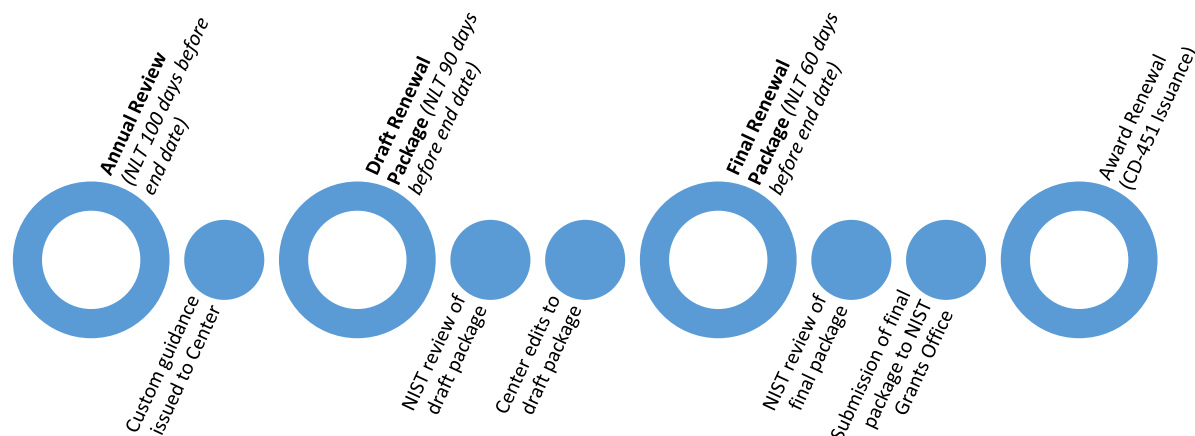 Annual Review
(NLT 100 days before
end date)
Custom guidance
issued to Center
Draft Renewal
Package (NLT 90 days
before end date)
NIST review of
draft package
Center edits to
draft package
Final Renewal
Package (NLT 60 days
before end date)
NIST review of
final package
Submission of final
package to NIST
Grants Office
Award Renewal
(CD-451 Issuance)